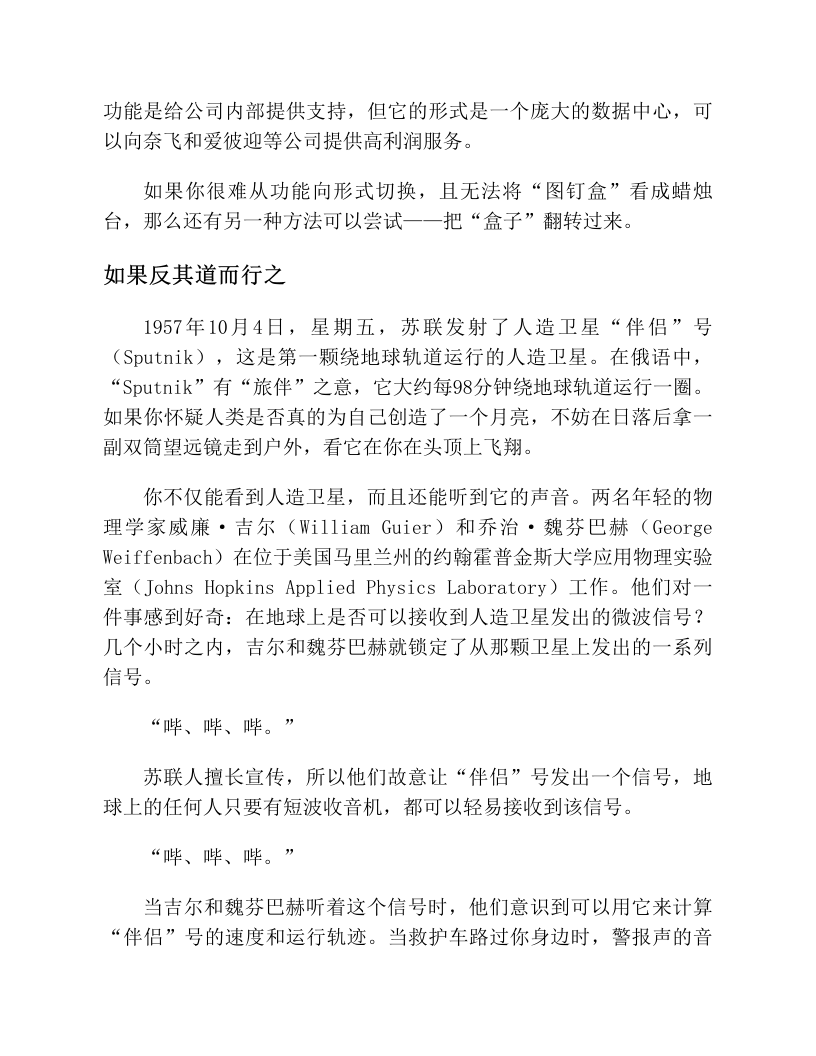 功能是给公司内部提供支持，但它的形式是一个庞大的数据中心，可
以向奈飞和爱彼迎等公司提供高利润服务。
如果你很难从功能向形式切换，且无法将“图钉盒”看成蜡烛
台，那么还有另一种方法可以尝试——把“盒子”翻转过来。
如果反其道而行之
1957年10月4日，星期五，苏联发射了人造卫星“伴侣”号
（Sputnik），这是第一颗绕地球轨道运行的人造卫星。在俄语中，
“Sputnik”有“旅伴”之意，它大约每98分钟绕地球轨道运行一圈。
如果你怀疑人类是否真的为自己创造了一个月亮，不妨在日落后拿一
副双筒望远镜走到户外，看它在你在头顶上飞翔。
你不仅能看到人造卫星，而且还能听到它的声音。两名年轻的物
理学家威廉·吉尔（William Guier）和乔治·魏芬巴赫（George
Weiffenbach）在位于美国马里兰州的约翰霍普金斯大学应用物理实验
室（Johns Hopkins Applied Physics Laboratory）工作。他们对一
件事感到好奇：在地球上是否可以接收到人造卫星发出的微波信号？
几个小时之内，吉尔和魏芬巴赫就锁定了从那颗卫星上发出的一系列
信号。
“哔、哔、哔。”
苏联人擅长宣传，所以他们故意让“伴侣”号发出一个信号，地
球上的任何人只要有短波收音机，都可以轻易接收到该信号。
“哔、哔、哔。”
当吉尔和魏芬巴赫听着这个信号时，他们意识到可以用它来计算
“伴侣”号的速度和运行轨迹。当救护车路过你身边时，警报声的音